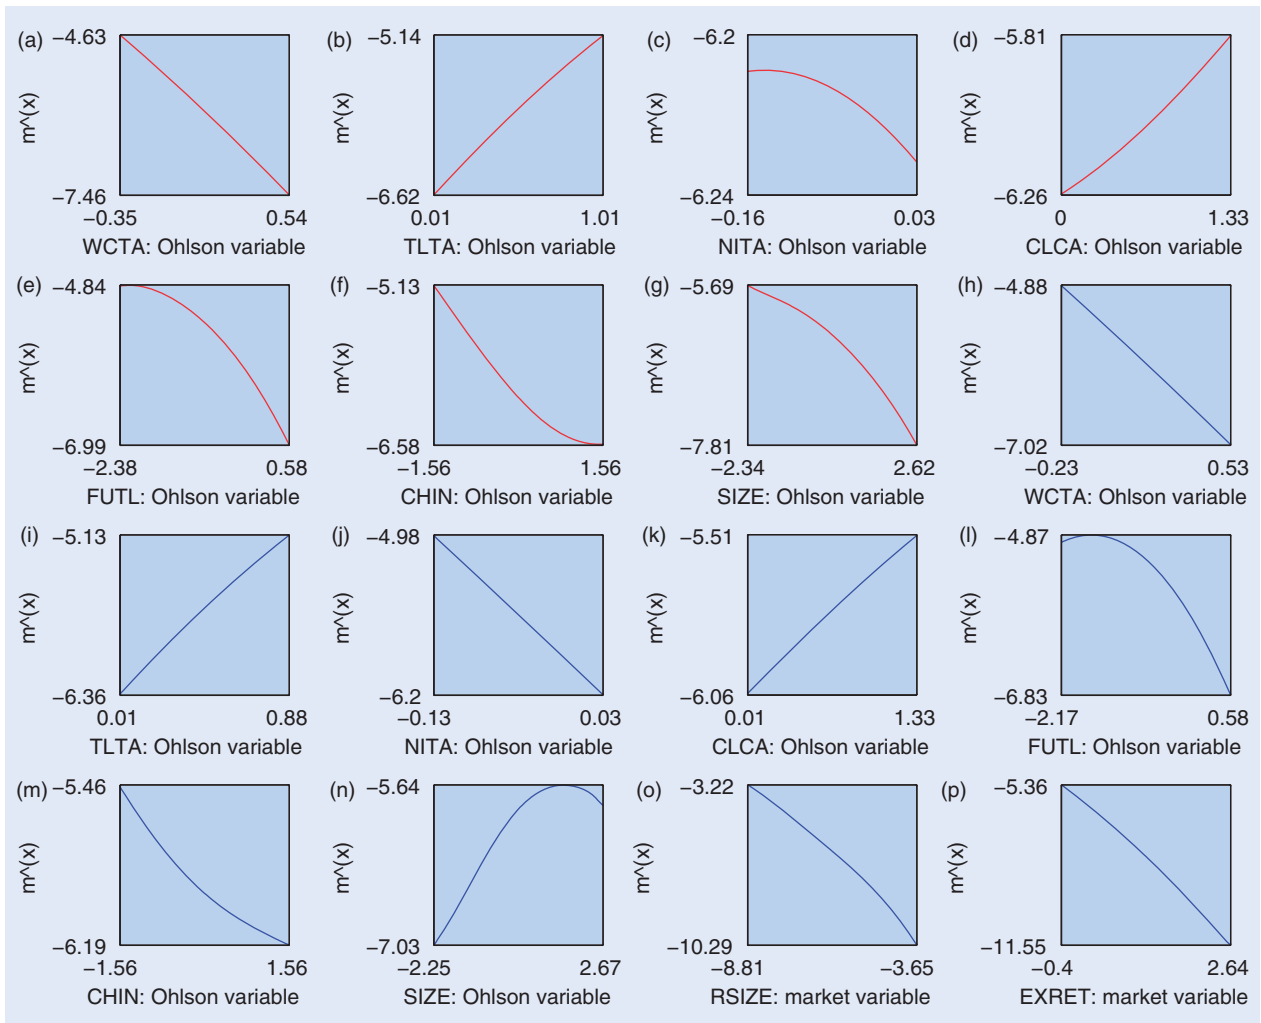 (a) −4.63
m^(x)
−7.46
−0.35 0.54
WCTA: Ohlson variable
(b) −5.14
m^(x)
−6.62
0.01 1.01
TLTA: Ohlson variable
(c) −6.2
m^(x)
−6.24
−0.16 0.03
NITA: Ohlson variable
(d) −5.81
m^(x)
−6.26
0 1.33
CLCA: Ohlson variable
(e) −4.84
m^(x)
−6.99
−2.38 0.58
FUTL: Ohlson variable
(f) −5.13
m^(x)
−6.58
−1.56 1.56
CHIN: Ohlson variable
(g) −5.69
m^(x)
−7.81
−2.34 2.62
SIZE: Ohlson variable
(h) −4.88
m^(x)
−7.02
−0.23 0.53
WCTA: Ohlson variable
(i) −5.13
m^(x)
−6.36
0.01 0.88
TLTA: Ohlson variable
(j) −4.98
m^(x)
−6.2
−0.13 0.03
NITA: Ohlson variable
(k) −5.51
m^(x)
−6.06
0.01 1.33
CLCA: Ohlson variable
(l) −4.87
m^(x)
−6.83
−2.17 0.58
FUTL: Ohlson variable
(m) −5.46
m^(x)
−6.19
−1.56 1.56
CHIN: Ohlson variable
(n) −5.64
m^(x)
−7.03
−2.25 2.67
SIZE: Ohlson variable
(o) −3.22
m^(x)
−10.29
−8.81 −3.65
RSIZE: market variable
(p) −5.36
m^(x)
−11.55
−0.4 2.64
EXRET: market variable